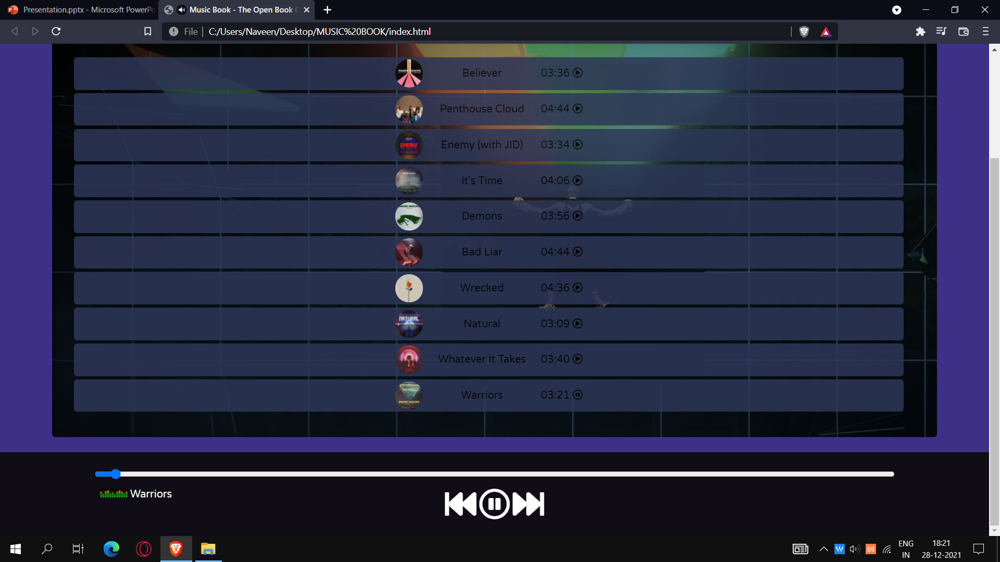 Presentation.pptx - Microsoft PowerPo
Music Book - The Open Book
File
C:/Users/Naveen/Desktop/MUSIC%20BOOK/index.html
Believer 03:36
Penthouse Cloud 04:44
ENEMY
Enemy (with JID) 03:34
It's Time 04:06
Demons 03:56
Bad Liar 04:44
Wrecked 04:36
NATURAL
Natural 03:09
Whatever It Takes 03:40
Warriors 03:21
Warriors
69
ENG
IN
18:21
28-12-2021